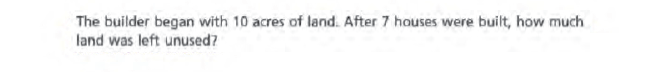 The builder began with 10 acres of land. After 7 houses were built, how much
land was left unused?